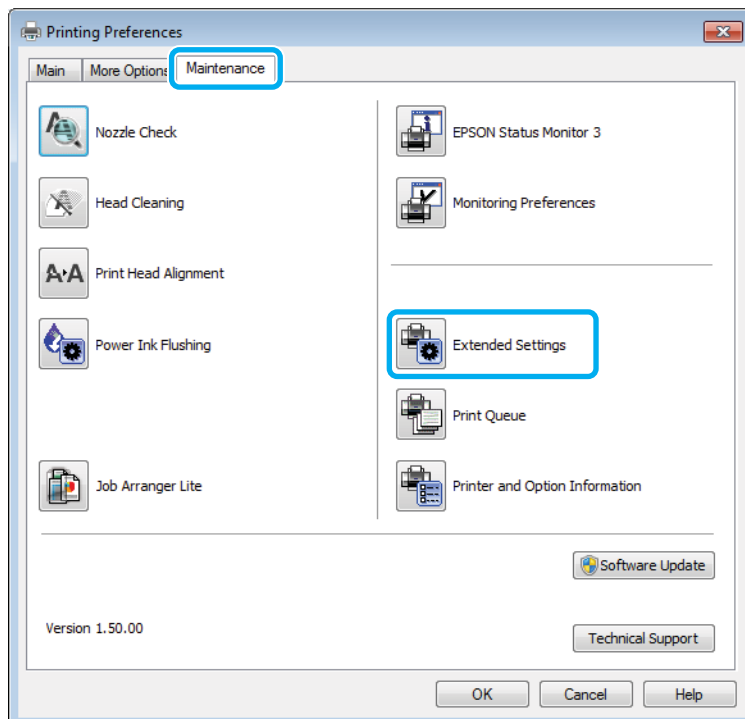 Printing Preferences
Main
More Options
Maintenance
Nozzle Check
Head Cleaning
Print Head Alignment
Power Ink Flushing
Job Arranger Lite
EPSON Status Monitor 3
Monitoring Preferences
Extended Settings
Print Queue
Printer and Option Information
Software Update
Version 1.50.00
Technical Support
OK
Cancel
Help